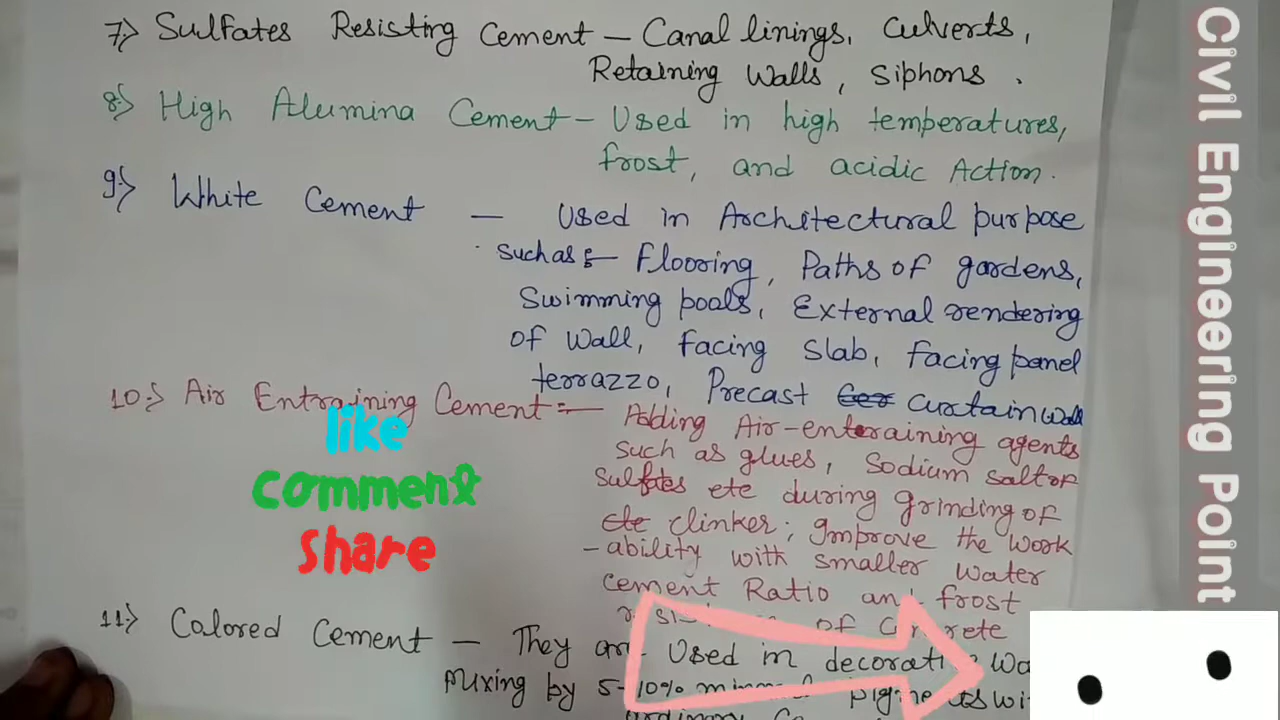 7) Sulfates Resisting Cement – Canal linings, Culverts,
Retaining Walls, Siphons .
8) High Alumina Cement – Used in high temperatures,
frost, and acidic Action.
9) White Cement – Used in Architectural purpose
such as :- Flooring, Paths of gardens,
Swimming pools, External rendering
of Wall, facing Slab, facing panel
terrazzo, Precast curtain wall
10) Air Entraining Cement :- Adding Air-entraining agents
such as glues, Sodium salt of
Sulfates etc during grinding of
clinker; Improve the work
-ability with smaller water
cement Ratio and frost
of Concrete
11) Colored Cement – They are Used in decorative
Mixing by 5-10% mineral pigments
ordinary
like
comment
share
Civil Engineering Point